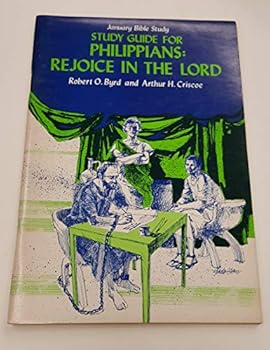 January Bible Study
STUDY GUIDE FOR
PHILIPPIANS:
REJOICE IN THE LORD
Robert O. Byrd and Arthur H. Criscoe